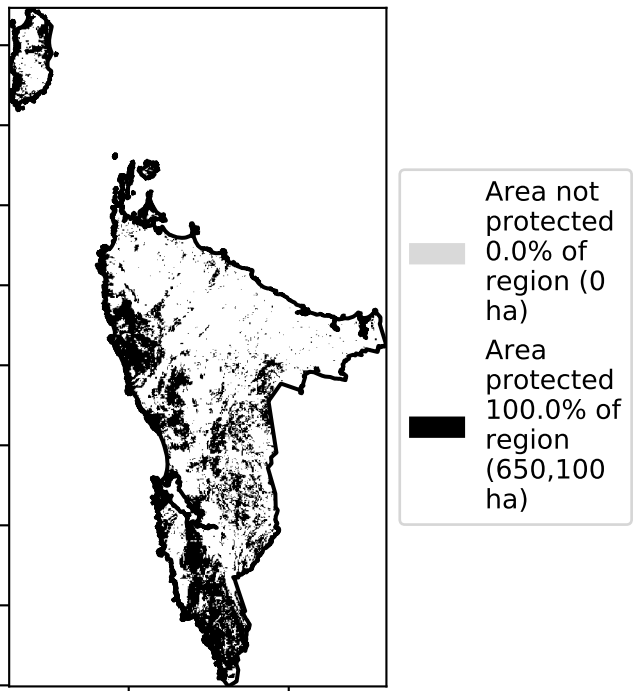 Area not
protected
0.0% of
region (0
ha)
Area
protected
100.0% of
region
(650,100
ha)